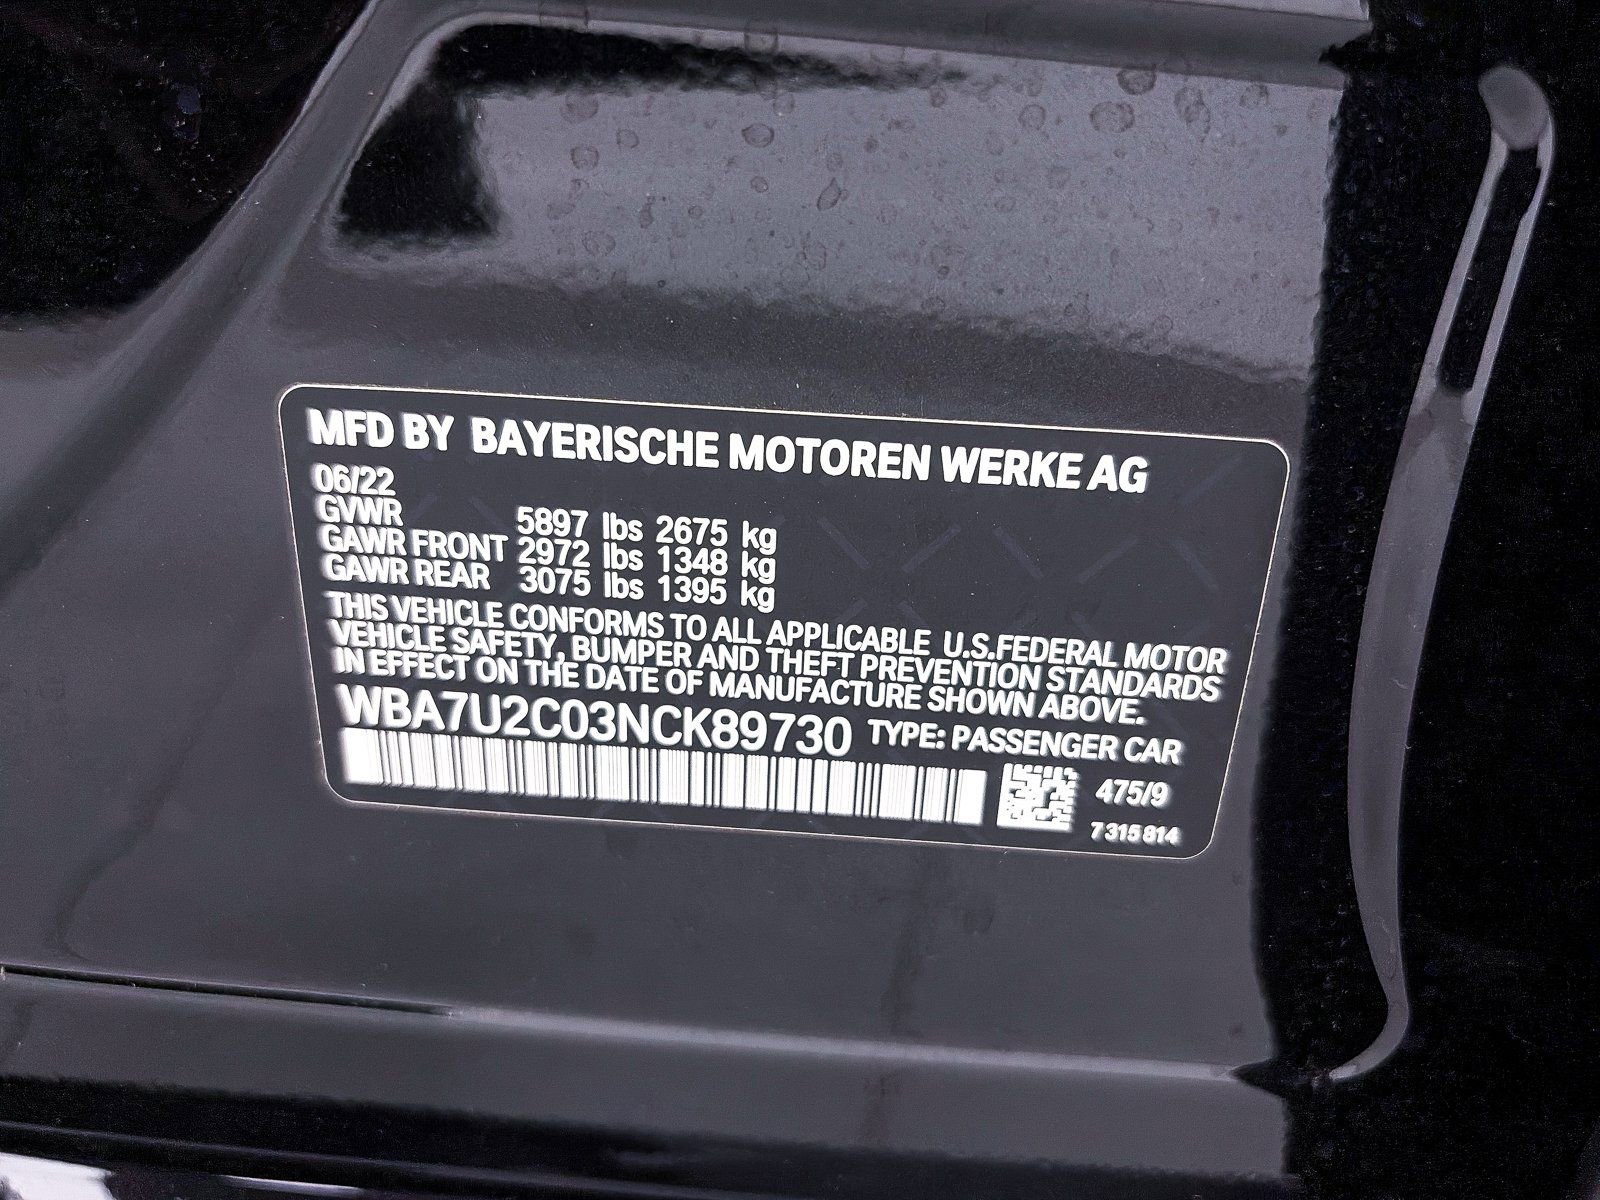 MFD BY BAYERISCHE MOTOREN WERKE AG
06/22
GVWR 5897 lbs 2675 kg
GAWR FRONT 2972 lbs 1348 kg
GAWR REAR 3075 lbs 1395 kg
THIS VEHICLE CONFORMS TO ALL APPLICABLE U.S.FEDERAL MOTOR
VEHICLE SAFETY, BUMPER AND THEFT PREVENTION STANDARDS
IN EFFECT ON THE DATE OF MANUFACTURE SHOWN ABOVE.
WBA7U2C03NCK89730 TYPE: PASSENGER CAR
475/9
7 315 814